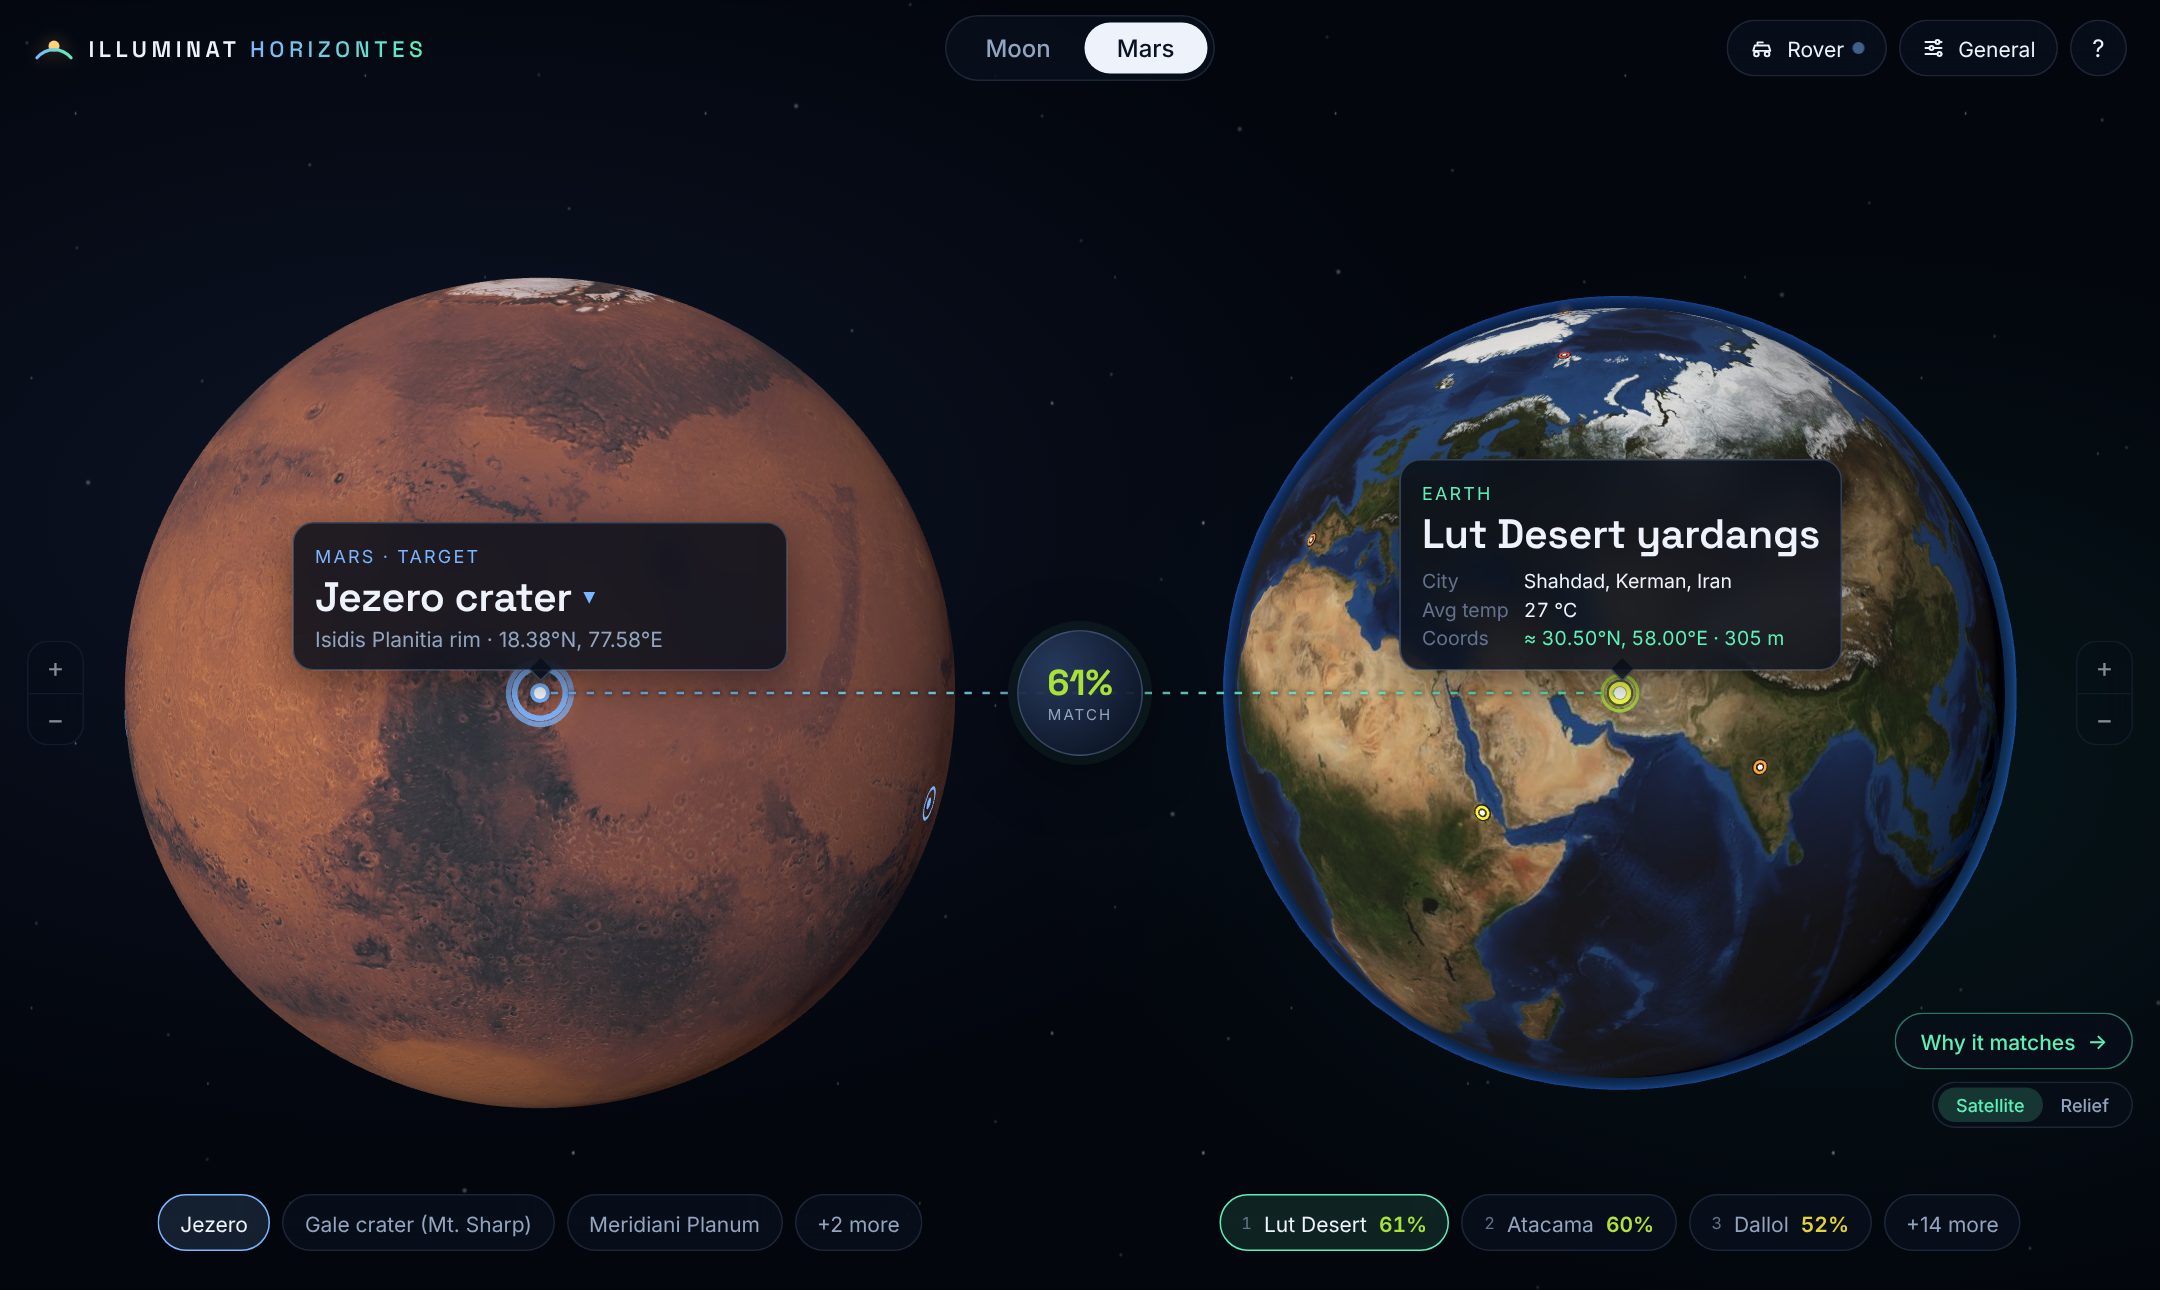 ILLUMINAT HORIZONTES
Moon
Mars
Rover
General
?
MARS · TARGET
Jezero crater ▼
Isidis Planitia rim · 18.38°N, 77.58°E
EARTH
Lut Desert yardangs
City Shahdad, Kerman, Iran
Avg temp 27 °C
Coords ≈ 30.50°N, 58.00°E · 305 m
+
−
61%
MATCH
+
−
Why it matches →
Satellite
Relief
Jezero
Gale crater (Mt. Sharp)
Meridiani Planum
+2 more
1 Lut Desert 61%
2 Atacama 60%
3 Dallol 52%
+14 more